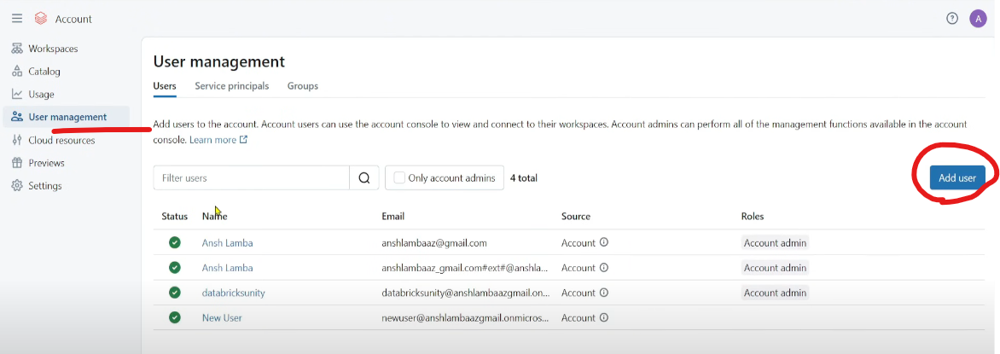 Account
A
Workspaces
Catalog
Usage
User management
Cloud resources
Previews
Settings
User management
Users Service principals Groups
Add users to the account. Account users can use the account console to view and connect to their workspaces. Account admins can perform all of the management functions available in the account
console. Learn more
Filter users Only account admins 4 total Add user
Status Name Email Source Roles
Ansh Lamba anshlambaaz@gmail.com Account Account admin
Ansh Lamba anshlambaaz_gmail.com#ext#@anshla... Account Account admin
databricksunity databricksunity@anshlambaazgmail.on... Account Account admin
New User newuser@anshlambaazgmail.onmicros... Account